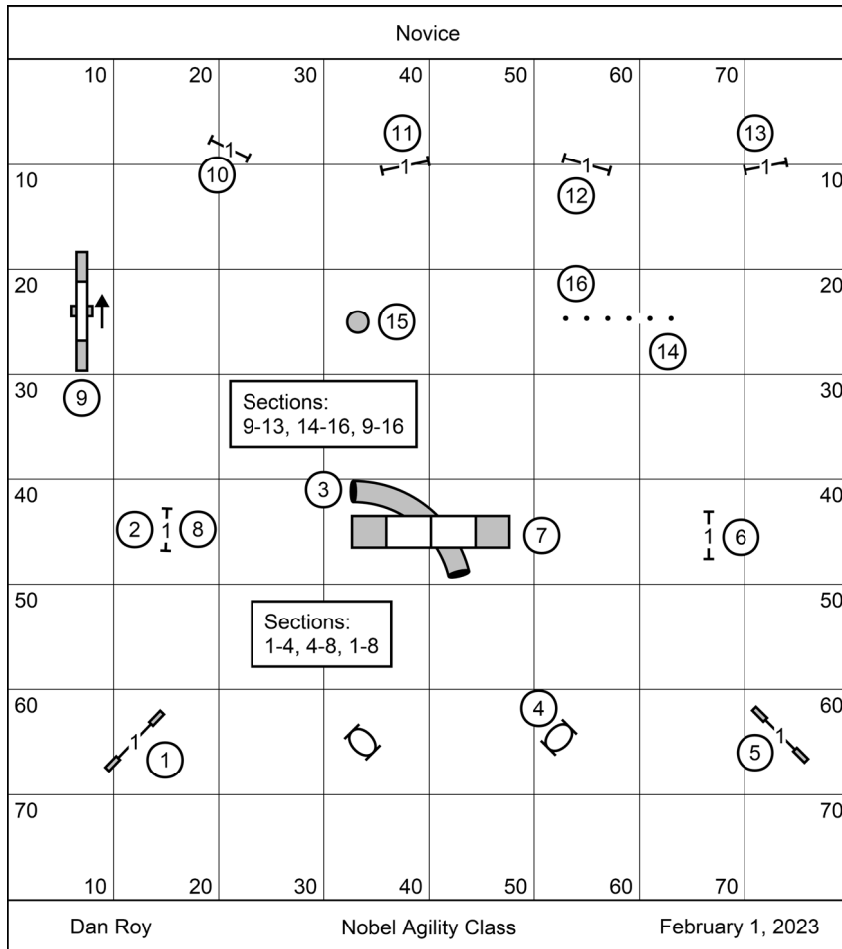 Novice
10 20 30 40 50 60 70
11 13
1 1 1 1
10 10
10 12
20 20
16
15
14
30 30
9
Sections:
9-13, 14-16, 9-16
40 40
3
2 1 8 7 1 6
50 50
Sections:
1-4, 4-8, 1-8
60 60
4
1 1 1 5
70 70
10 20 30 40 50 60 70
Dan Roy Nobel Agility Class February 1, 2023